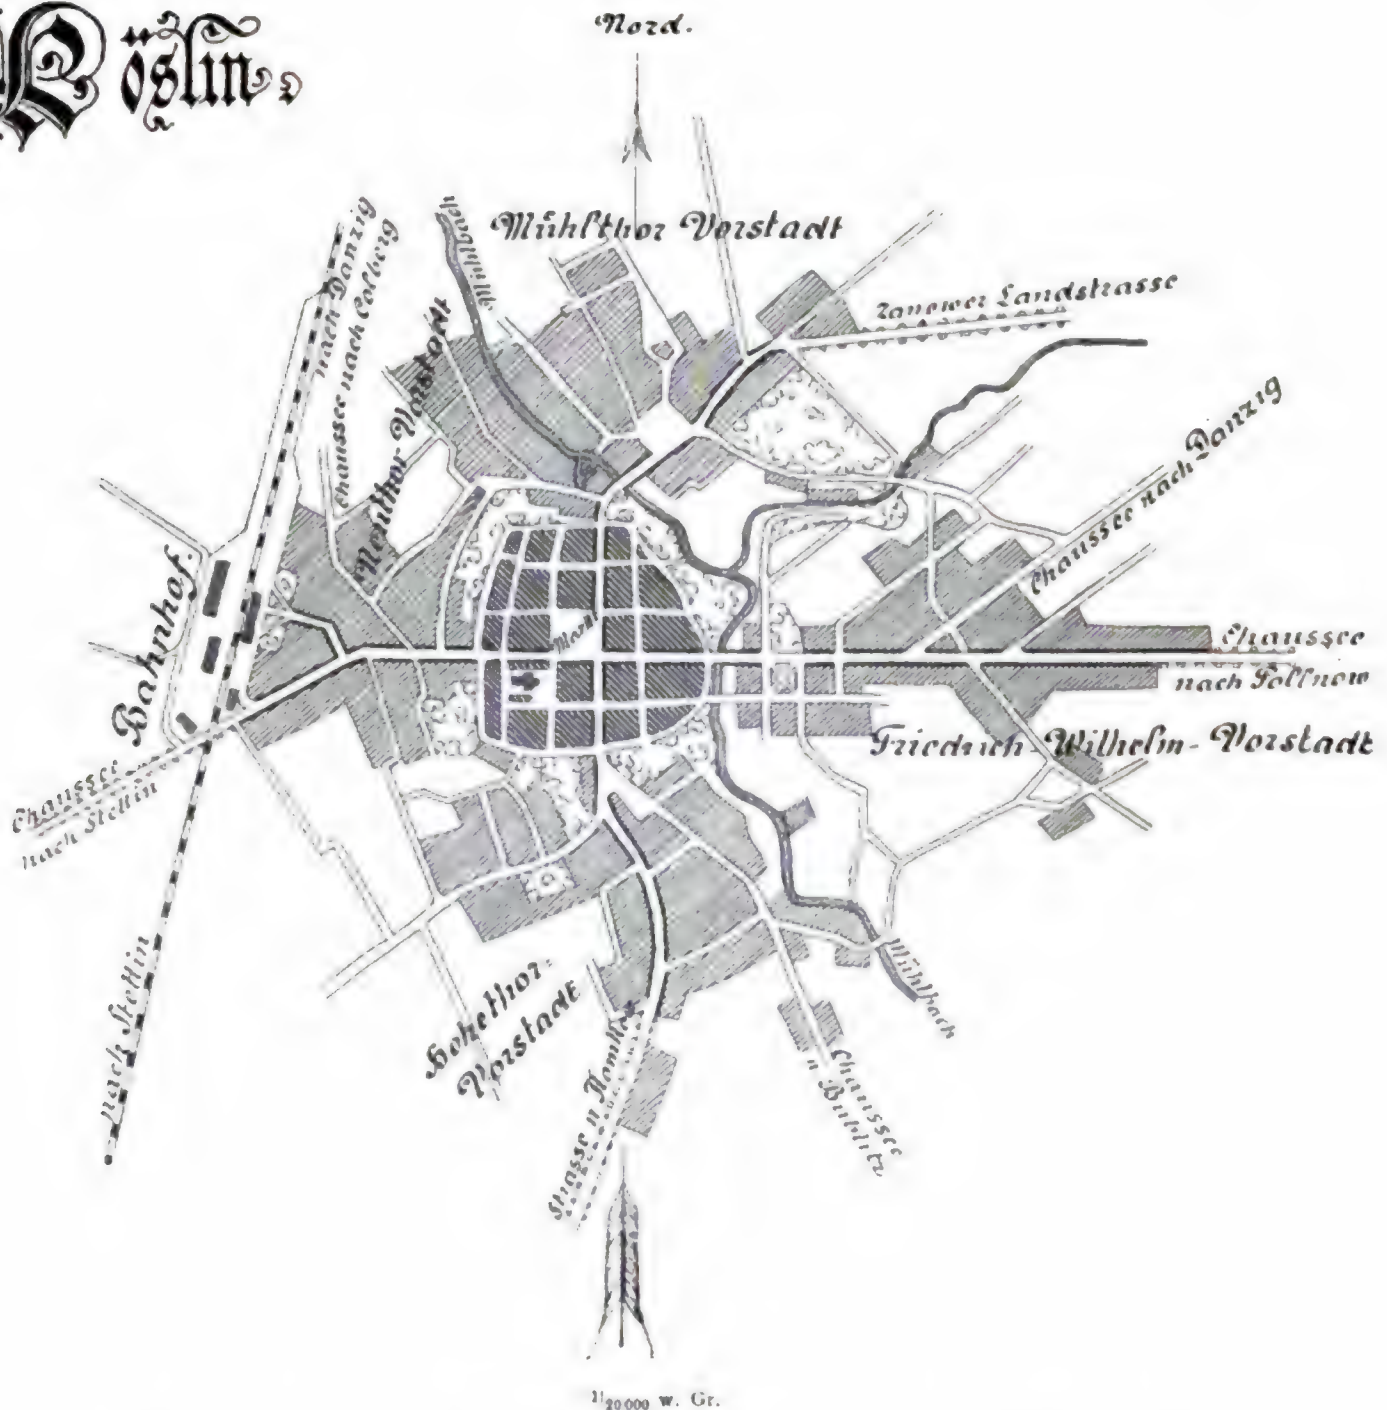 Köslin
Nord.
Mühlthor Vorstadt
Mühlbach
nach Danzig
Chaussee nach Colberg
Neuthor-Vorstadt
Zanower Landstrasse
Chaussee nach Danzig
Bahnhof.
Markt
Chaussee
nach Pollnow
Friedrich-Wilhelm-Vorstadt
Chaussee
nach Stettin
nach Stettin
Hohethor-
Vorstadt
Strasse n
Chaussee
n Bublitz
Mühlbach
1/20000 w. Gr.